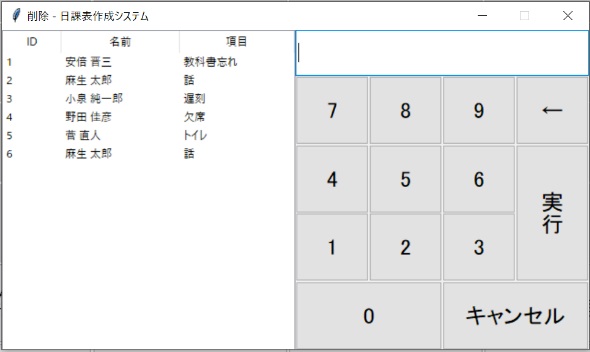 削除 - 日課表作成システム
ID 名前 項目
1 安倍 晋三 教科書忘れ
2 麻生 太郎 話
3 小泉 純一郎 遅刻
4 野田 佳彦 欠席
5 菅 直人 トイレ
6 麻生 太郎 話
7 8 9 ←
4 5 6
実行
1 2 3
0 キャンセル